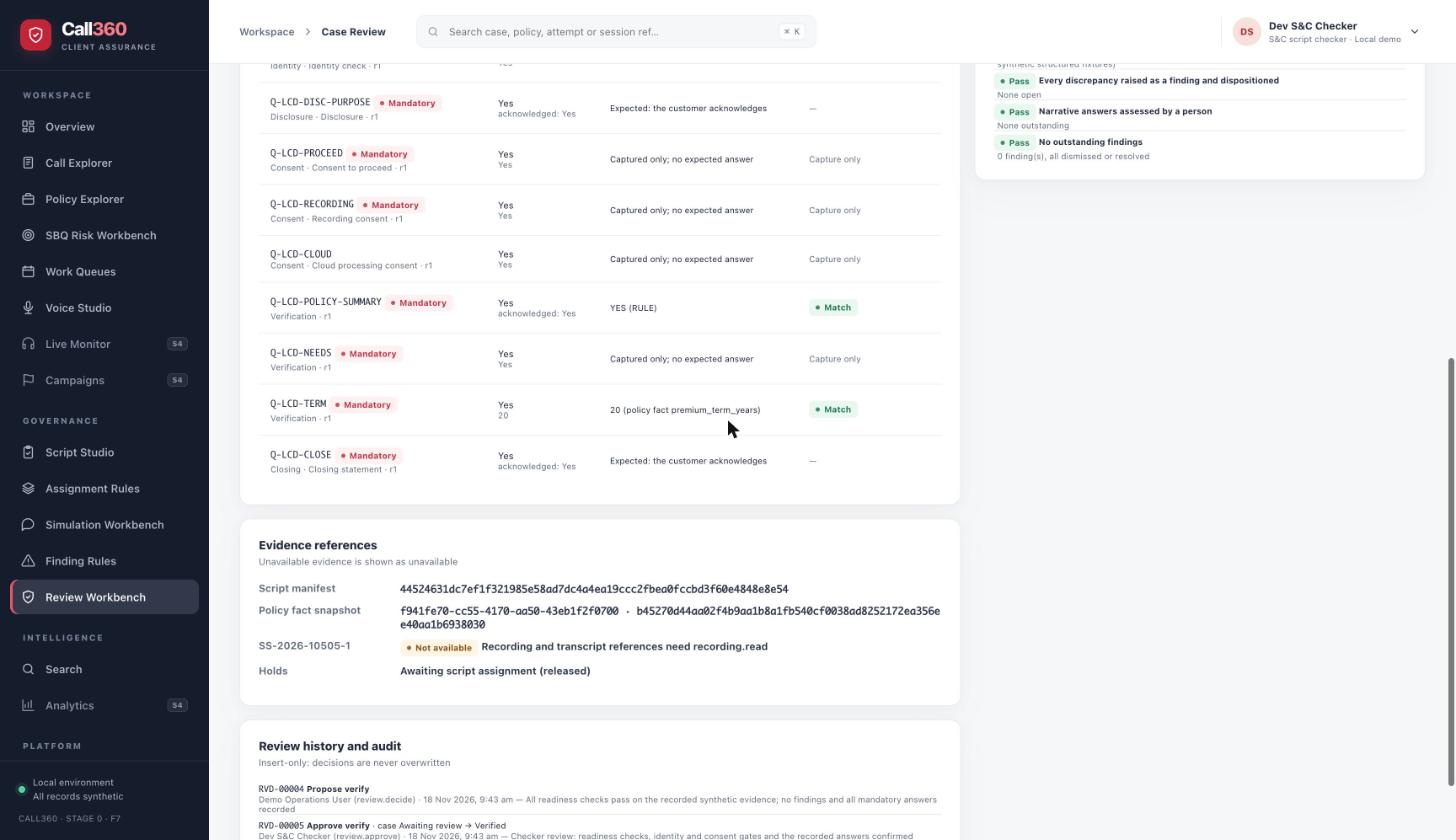 Call360
CLIENT ASSURANCE
WORKSPACE
Overview
Call Explorer
Policy Explorer
SBQ Risk Workbench
Work Queues
Voice Studio
Live Monitor S4
Campaigns S4
GOVERNANCE
Script Studio
Assignment Rules
Simulation Workbench
Finding Rules
Review Workbench
INTELLIGENCE
Search
Analytics S4
PLATFORM
Local environment
All records synthetic
CALL360 · STAGE 0 · F7
Workspace > Case Review
Search case, policy, attempt or session ref... ⌘ K
DS
Dev S&C Checker
S&C script checker · Local demo
Identity · Identity check · r1 Yes
Q-LCD-DISC-PURPOSE Mandatory
Disclosure · Disclosure · r1
Yes
acknowledged: Yes
Expected: the customer acknowledges
—
Q-LCD-PROCEED Mandatory
Consent · Consent to proceed · r1
Yes
Yes
Captured only; no expected answer
Capture only
Q-LCD-RECORDING Mandatory
Consent · Recording consent · r1
Yes
Yes
Captured only; no expected answer
Capture only
Q-LCD-CLOUD
Consent · Cloud processing consent · r1
Yes
Yes
Captured only; no expected answer
Capture only
Q-LCD-POLICY-SUMMARY Mandatory
Verification · r1
Yes
acknowledged: Yes
YES (RULE)
Match
Q-LCD-NEEDS Mandatory
Verification · r1
Yes
Yes
Captured only; no expected answer
Capture only
Q-LCD-TERM Mandatory
Verification · r1
Yes
20
20 (policy fact premium_term_years)
Match
Q-LCD-CLOSE Mandatory
Closing · Closing statement · r1
Yes
acknowledged: Yes
Expected: the customer acknowledges
—
Evidence references
Unavailable evidence is shown as unavailable
Script manifest 44524631dc7ef1f321985e58ad7dc4a4ea19ccc2fbea0fccbd3f60e4848e8e54
Policy fact snapshot f941fe70-cc55-4170-aa50-43eb1f2f0700 · b45270d44aa02f4b9aa1b8a1fb540cf0038ad8252172ea356e
e40aa1b6938030
SS-2026-10505-1 Not available Recording and transcript references need recording.read
Holds Awaiting script assignment (released)
Review history and audit
Insert-only: decisions are never overwritten
RVD-00004 Propose verify
Demo Operations User (review.decide) · 18 Nov 2026, 9:43 am — All readiness checks pass on the recorded synthetic evidence; no findings and all mandatory answers
recorded
RVD-00005 Approve verify · case Awaiting review → Verified
Dev S&C Checker (review.approve) · 18 Nov 2026, 9:43 am — Checker review: readiness checks, identity and consent gates and the recorded answers confirmed
synthetic structured fixtures)
Pass Every discrepancy raised as a finding and dispositioned
None open
Pass Narrative answers assessed by a person
None outstanding
Pass No outstanding findings
0 finding(s), all dismissed or resolved